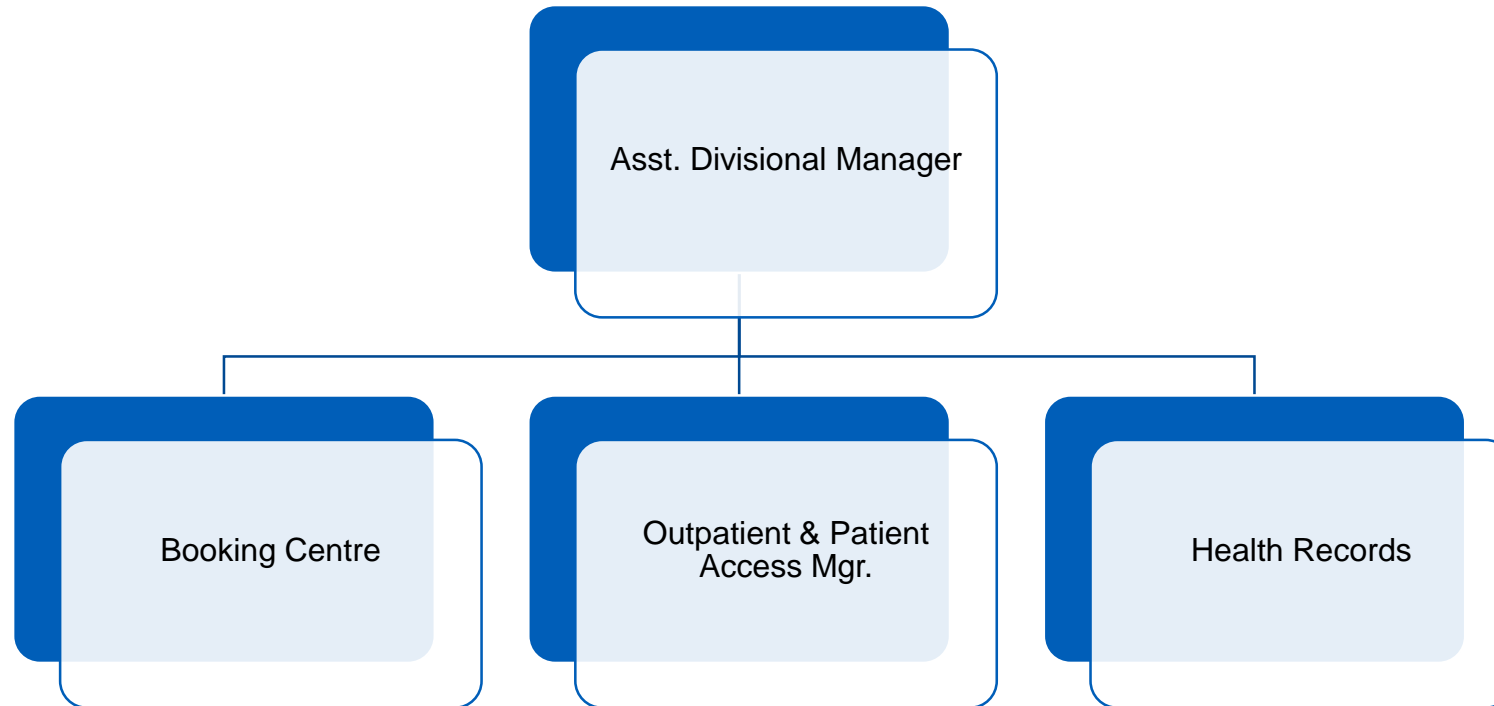 Asst. Divisional Manager
Booking Centre
Outpatient & Patient
Access Mgr.
Health Records